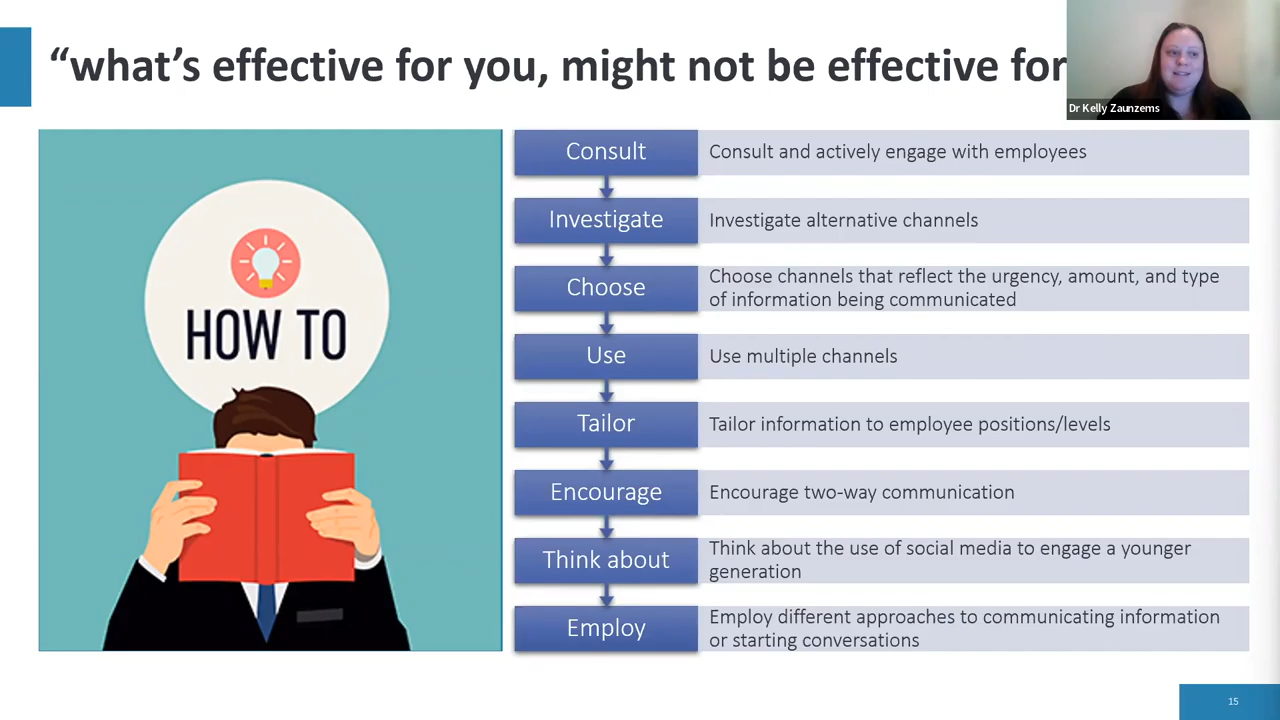 “what’s effective for you, might not be effective for
Dr Kelly Zaunzems
HOW TO
Consult
Consult and actively engage with employees
Investigate
Investigate alternative channels
Choose
Choose channels that reflect the urgency, amount, and type
of information being communicated
Use
Use multiple channels
Tailor
Tailor information to employee positions/levels
Encourage
Encourage two-way communication
Think about
Think about the use of social media to engage a younger
generation
Employ
Employ different approaches to communicating information
or starting conversations
15